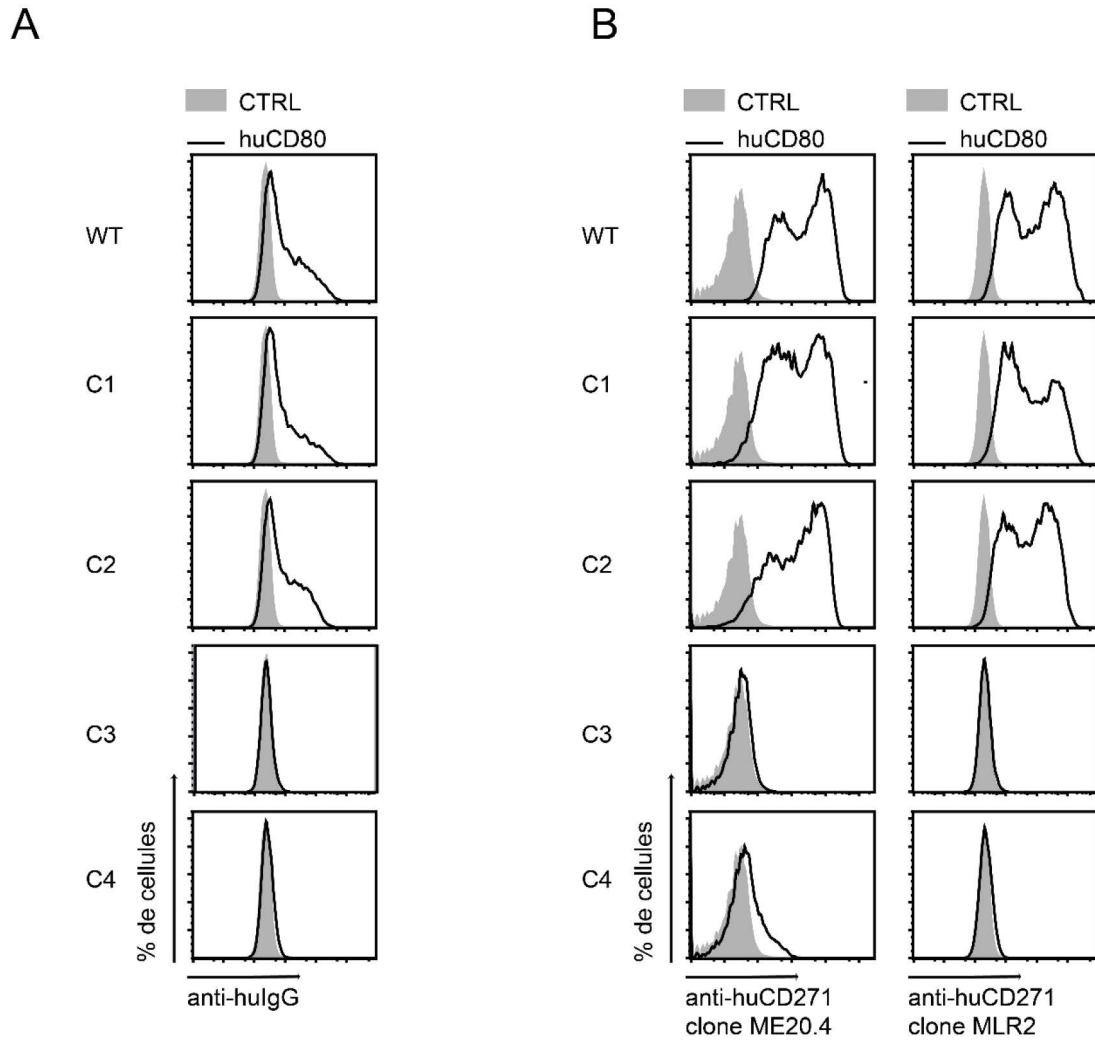 A
B
CTRL
huCD80
CTRL
huCD80
CTRL
huCD80
WT
WT
C1
C1
C2
C2
C3
C3
C4
C4
% de cellules
% de cellules
anti-huIgG
anti-huCD271
clone ME20.4
anti-huCD271
clone MLR2